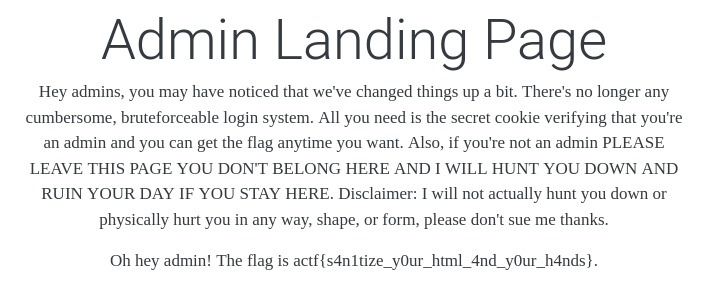 Admin Landing Page
Hey admins, you may have noticed that we've changed things up a bit. There's no longer any
cumbersome, bruteforceable login system. All you need is the secret cookie verifying that you're
an admin and you can get the flag anytime you want. Also, if you're not an admin PLEASE
LEAVE THIS PAGE YOU DON'T BELONG HERE AND I WILL HUNT YOU DOWN AND
RUIN YOUR DAY IF YOU STAY HERE. Disclaimer: I will not actually hunt you down or
physically hurt you in any way, shape, or form, please don't sue me thanks.
Oh hey admin! The flag is actf{s4n1tize_y0ur_html_4nd_y0ur_h4nds}.